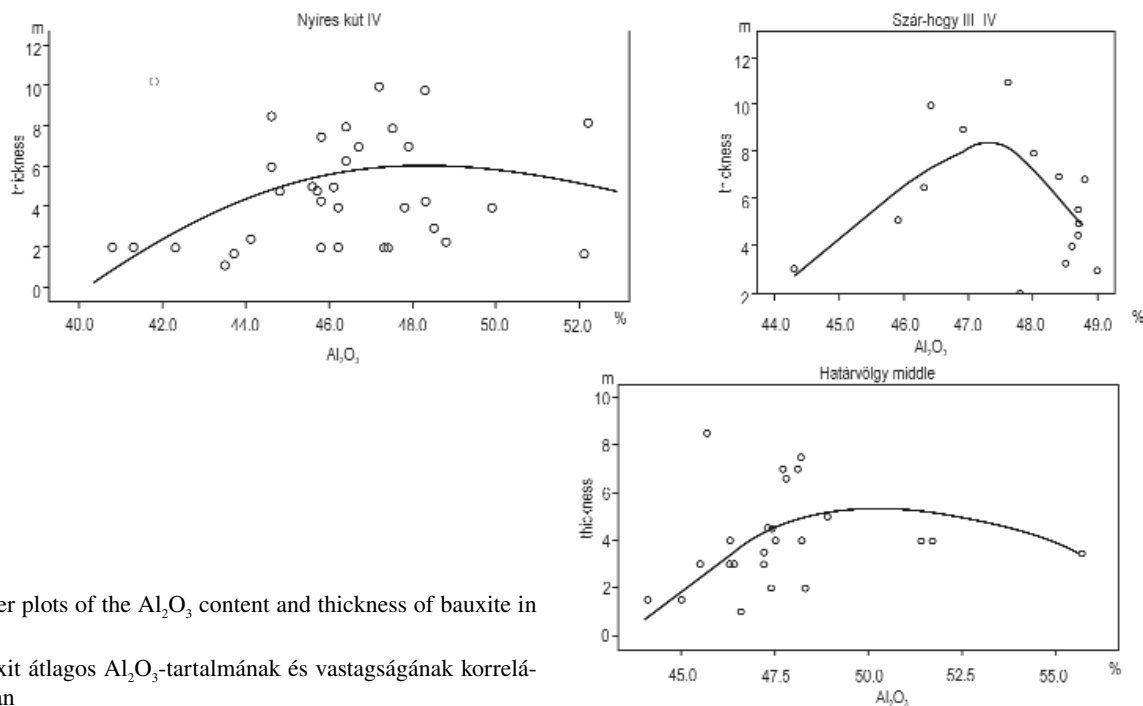 Nyíres kút IV
m
12
10
8
6
4
2
0
thickness
40.0 42.0 44.0 46.0 48.0 50.0 52.0 %
Al₂O₃
Szár-hogy III IV
m
12
10
8
6
4
2
44.0 45.0 46.0 47.0 48.0 49.0 %
Al₂O₃
Határvölgy middle
m
10
8
6
4
2
0
thickness
45.0 47.5 50.0 52.5 55.0 %
Al₂O₃
er plots of the Al₂O₃ content and thickness of bauxite in
xit átlagos Al₂O₃-tartalmának és vastagságának korrelá-
an